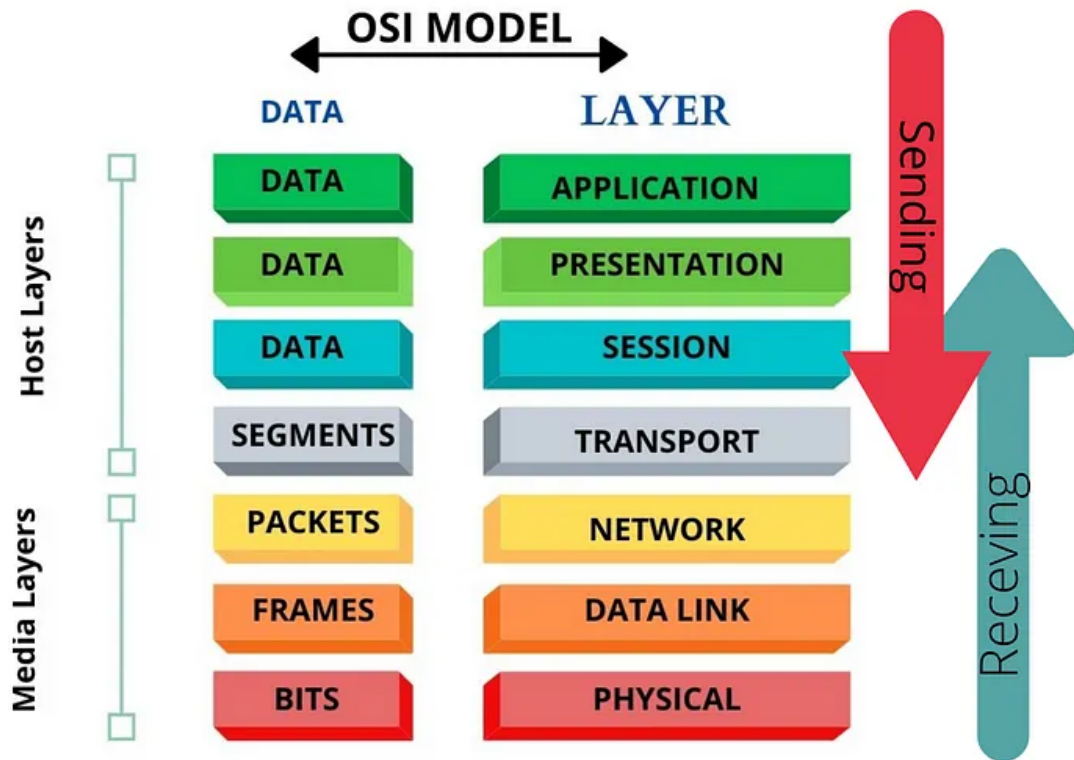 OSI MODEL
DATA LAYER
Host Layers
DATA APPLICATION
DATA PRESENTATION
DATA SESSION
SEGMENTS TRANSPORT
Media Layers
PACKETS NETWORK
FRAMES DATA LINK
BITS PHYSICAL
Sending
Receving